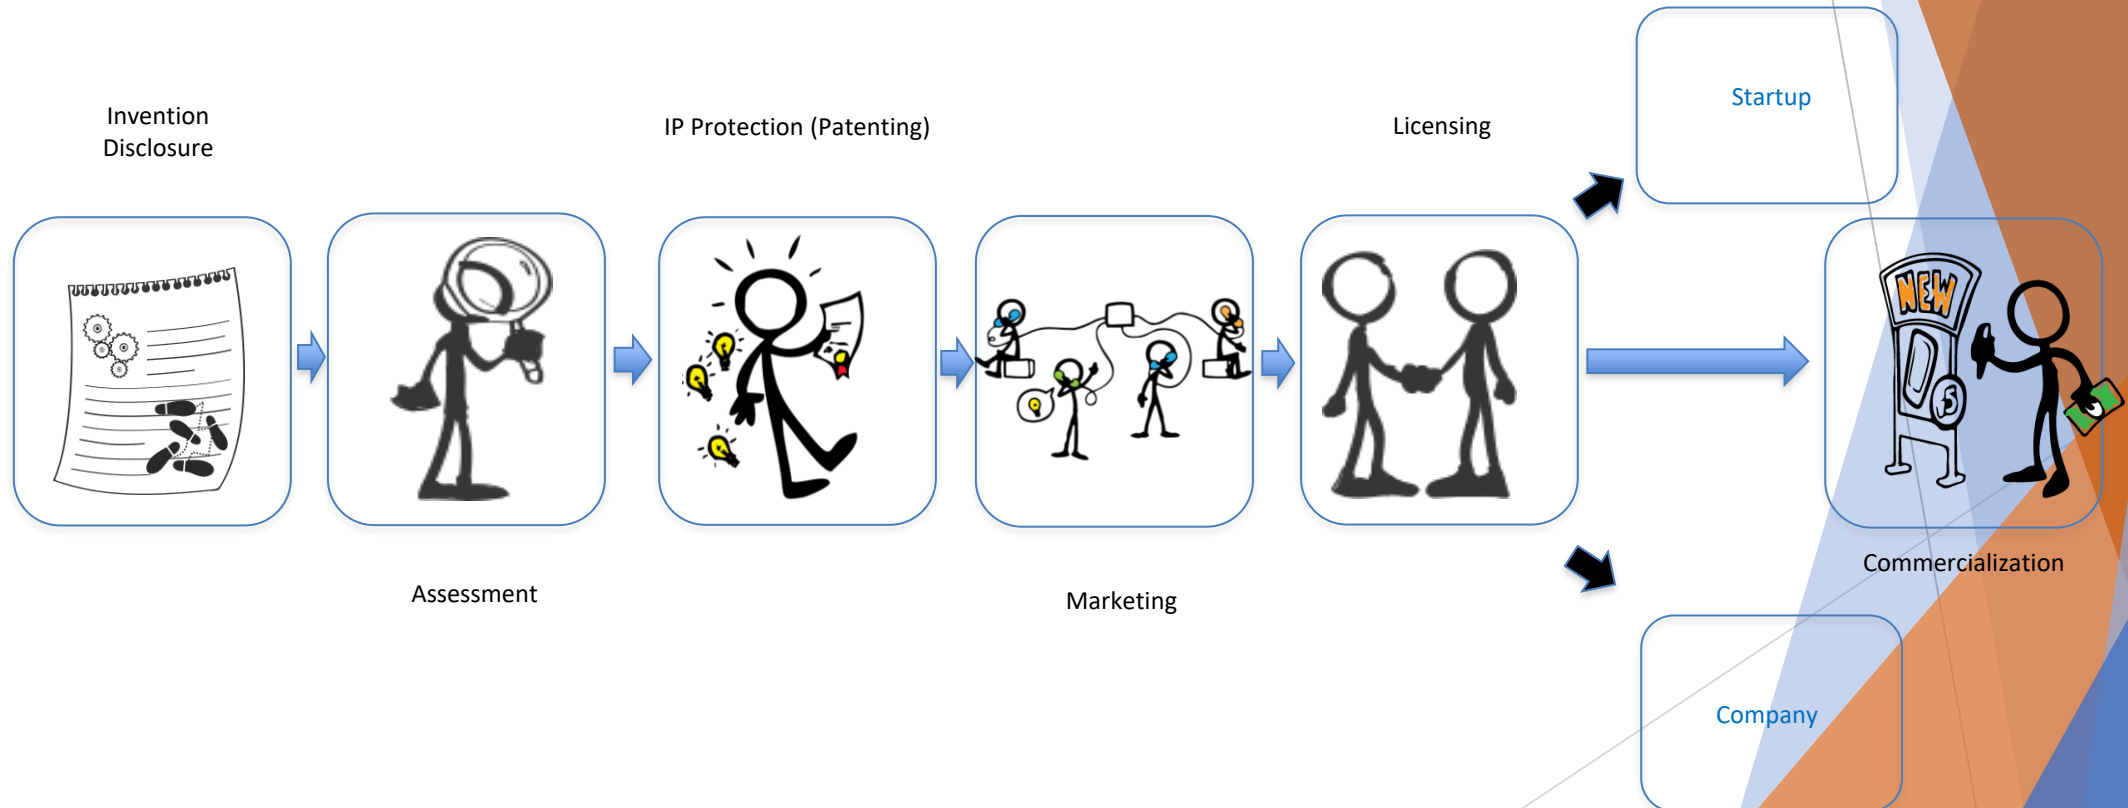 Invention
Disclosure
IP Protection (Patenting)
Licensing
Startup
NEW
Assessment
Marketing
Commercialization
Company